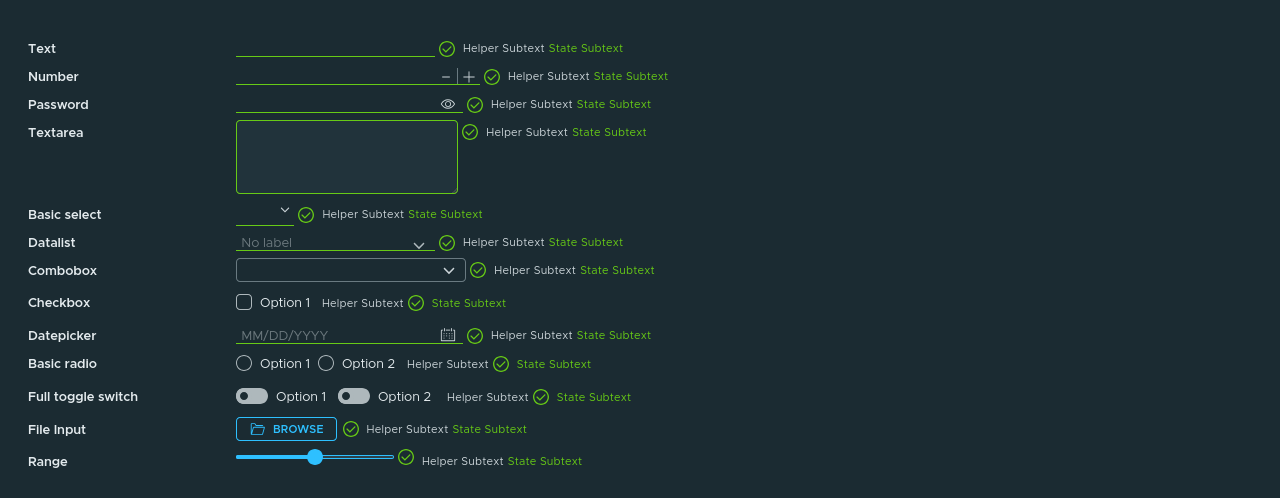 Text Helper Subtext State Subtext
Number Helper Subtext State Subtext
Password Helper Subtext State Subtext
Textarea Helper Subtext State Subtext
Basic select Helper Subtext State Subtext
Datalist No label Helper Subtext State Subtext
Combobox Helper Subtext State Subtext
Checkbox Option 1 Helper Subtext State Subtext
Datepicker MM/DD/YYYY Helper Subtext State Subtext
Basic radio Option 1 Option 2 Helper Subtext State Subtext
Full toggle switch Option 1 Option 2 Helper Subtext State Subtext
File Input BROWSE Helper Subtext State Subtext
Range Helper Subtext State Subtext